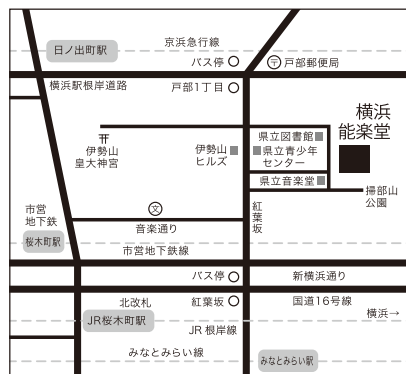 京浜急行線
日ノ出町駅
バス停
〒戸部郵便局
横浜駅根岸道路
戸部1丁目
横浜
能楽堂
県立図書館
伊勢山
皇大神宮
伊勢山
ヒルズ
県立青少年
センター
県立音楽堂
掃部山
公園
市営
地下鉄
文
紅葉坂
音楽通り
桜木町駅
市営地下鉄線
バス停
新横浜通り
北改札
紅葉坂
国道16号線
JR桜木町駅
横浜→
JR根岸線
みなとみらい線
みなとみらい駅